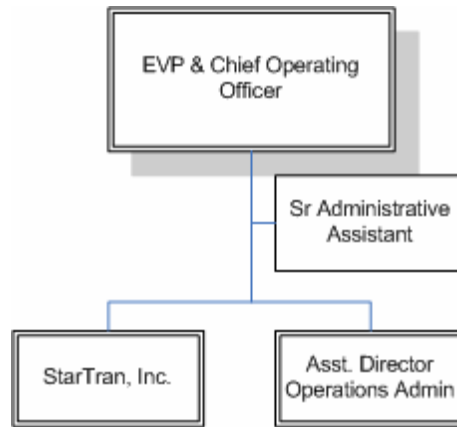 EVP & Chief Operating
Officer
Sr Administrative
Assistant
StarTran, Inc.
Asst. Director
Operations Admin